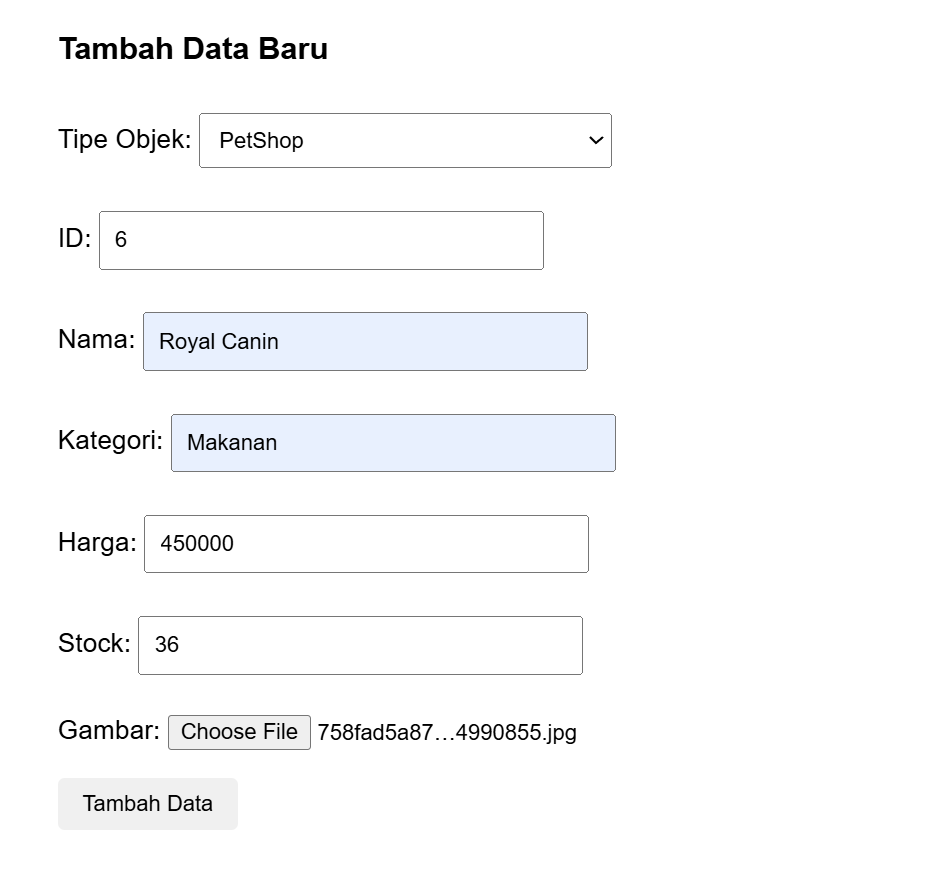 Tambah Data Baru
Tipe Objek: PetShop
ID: 6
Nama: Royal Canin
Kategori: Makanan
Harga: 450000
Stock: 36
Gambar: Choose File 758fad5a87…4990855.jpg
Tambah Data